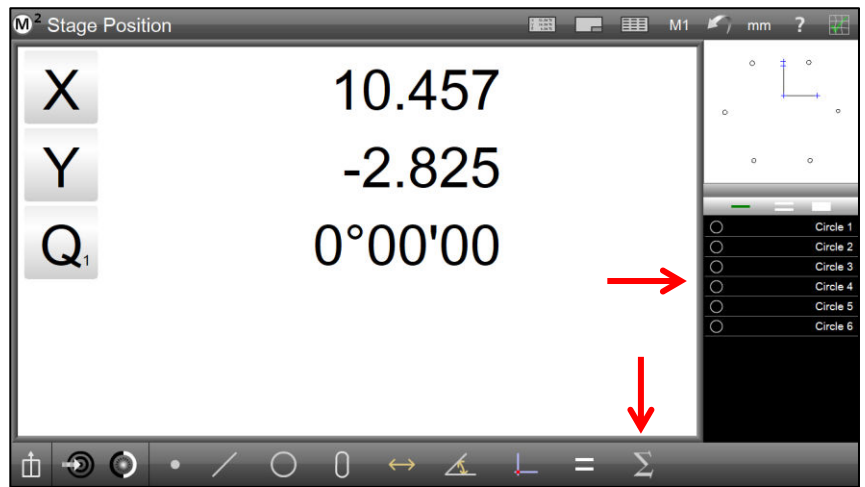 M² Stage Position M1 mm ?
X 10.457
Y -2.825
Q1 0°00'00
Circle 1
Circle 2
Circle 3
Circle 4
Circle 5
Circle 6
Σ